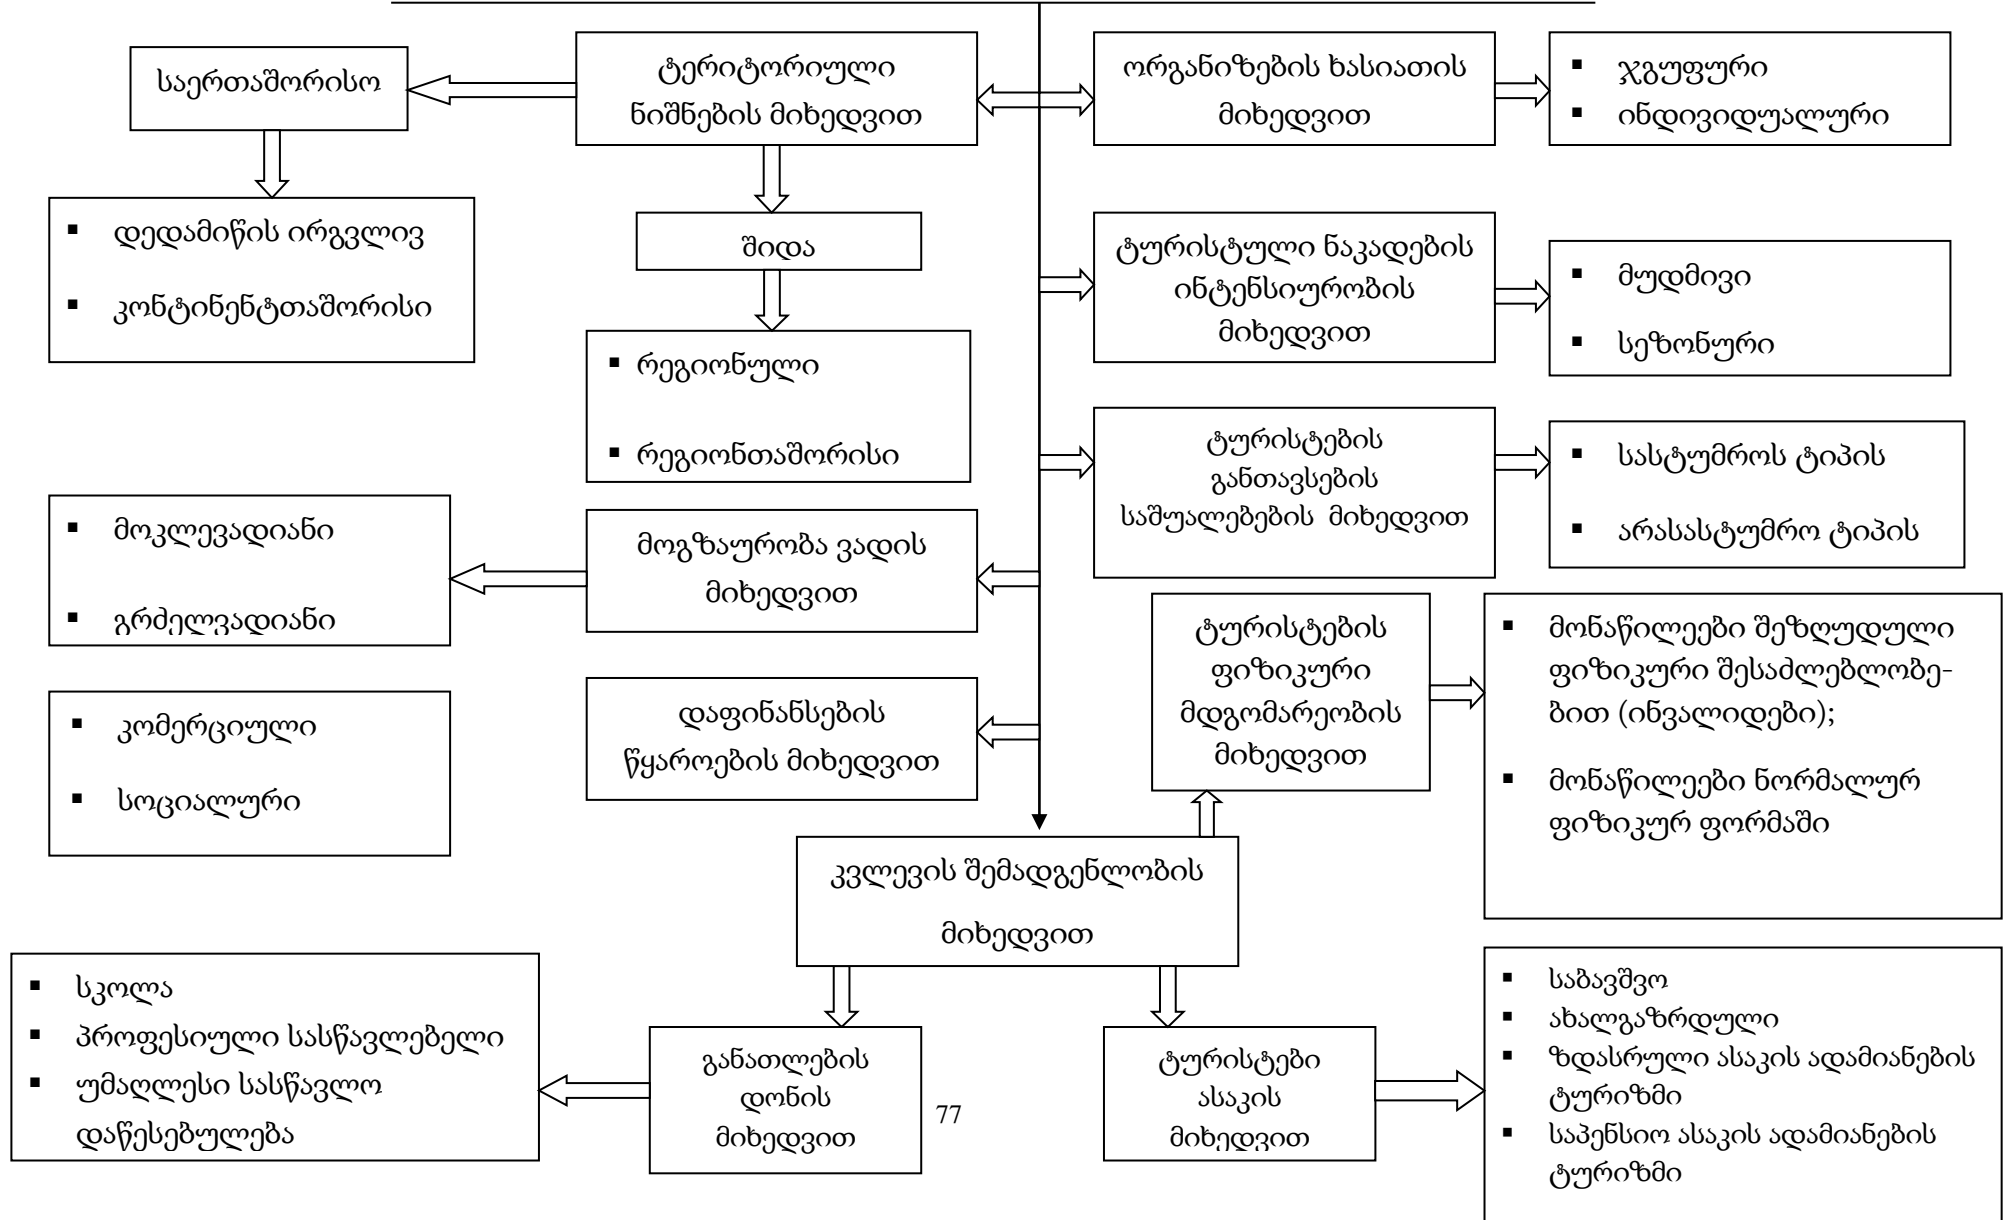 საერთაშორისო
ტერიტორიული
ნიშნების მიხედვით
ორგანიზების ხასიათის
მიხედვით
▪ ჯგუფური
▪ ინდივიდუალური
▪ დედამიწის ირგვლივ
▪ კონტინენტთაშორისი
შიდა
ტურისტული ნაკადების
ინტენსიურობის
მიხედვით
▪ მუდმივი
▪ სეზონური
▪ რეგიონული
▪ რეგიონთაშორისი
ტურისტების
განთავსების
საშუალებების მიხედვით
▪ სასტუმროს ტიპის
▪ არასასტუმრო ტიპის
▪ მოკლევადიანი
▪ გრძელვადიანი
მოგზაურობა ვადის
მიხედვით
ტურისტების
ფიზიკური
მდგომარეობის
მიხედვით
▪ მონაწილეები შეზღუდული
ფიზიკური შესაძლებლობე-
ბით (ინვალიდები);
▪ მონაწილეები ნორმალურ
ფიზიკურ ფორმაში
▪ კომერციული
▪ სოციალური
დაფინანსების
წყაროების მიხედვით
კვლევის შემადგენლობის
მიხედვით
▪ სკოლა
▪ პროფესიული სასწავლებელი
▪ უმაღლესი სასწავლო
დაწესებულება
განათლების
დონის
მიხედვით
77
ტურისტები
ასაკის
მიხედვით
▪ საბავშვო
▪ ახალგაზრდული
▪ ზდასრული ასაკის ადამიანების
ტურიზმი
▪ საპენსიო ასაკის ადამიანების
ტურიზმი